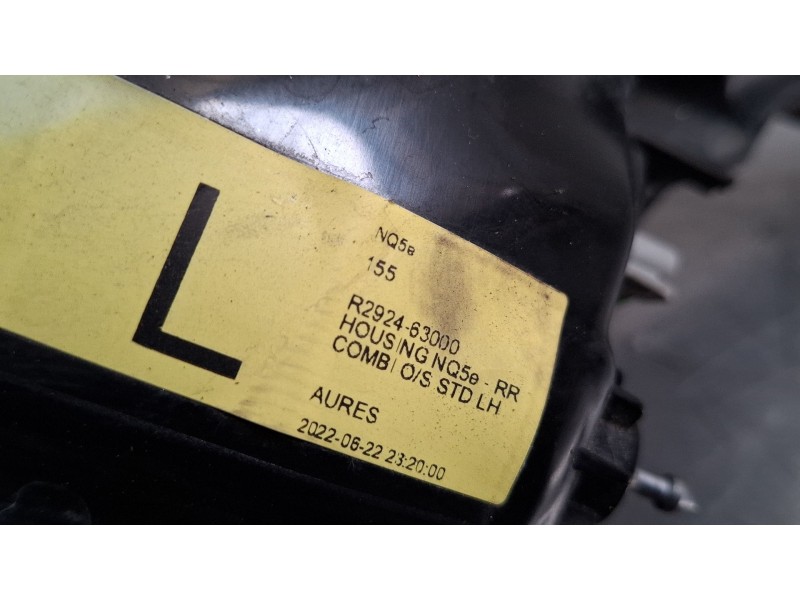 L
NQ5e
155
R2924-63000
HOUSING NQ5e - RR
COMBI O/S STD LH
AURES
2022-06-22 23:20:00